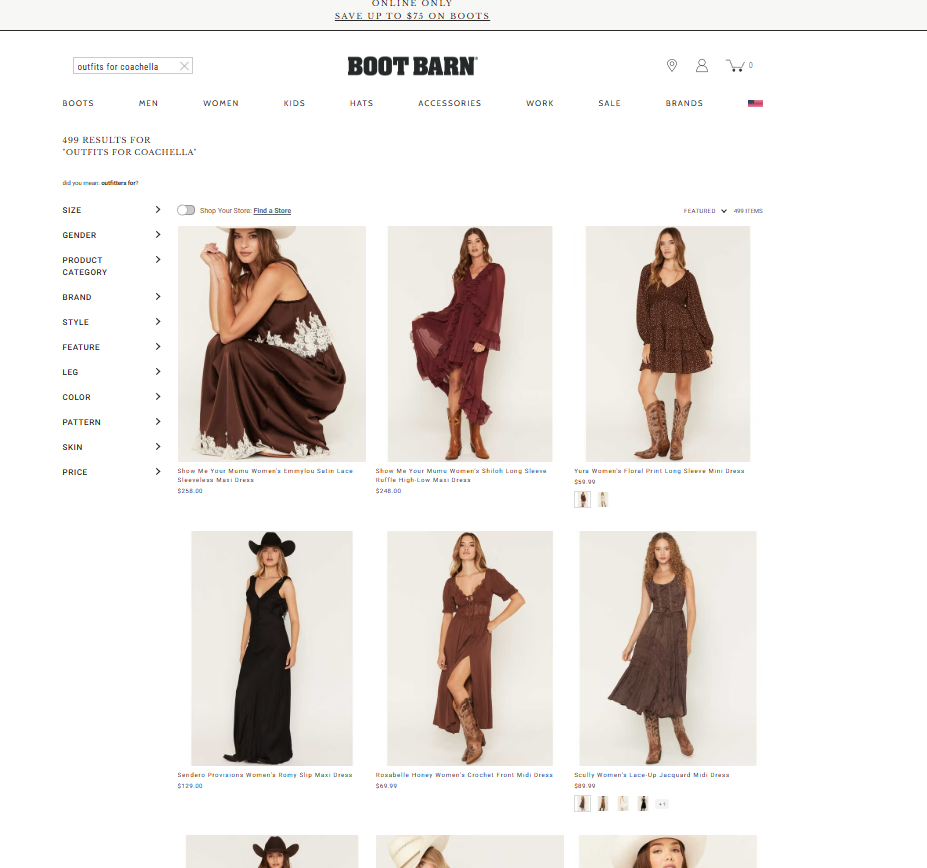 ONLINE ONLY
SAVE UP TO $75 ON BOOTS
outfits for coachella
BOOT BARN
0
BOOTS MEN WOMEN KIDS HATS ACCESSORIES WORK SALE BRANDS
499 RESULTS FOR
"OUTFITS FOR COACHELLA"
did you mean: outfitters for?
Shop Your Store: Find a Store
FEATURED 499 ITEMS
SIZE
GENDER
PRODUCT
CATEGORY
BRAND
STYLE
FEATURE
LEG
COLOR
PATTERN
SKIN
PRICE
Show Me Your Mumu Women's Emmylou Satin Lace
Sleeveless Maxi Dress
$258.00
Show Me Your Mumu Women's Shiloh Long Sleeve
Ruffle High-Low Maxi Dress
$248.00
Yura Women's Floral Print Long Sleeve Mini Dress
$59.99
Sendero Provisions Women's Romy Slip Maxi Dress
$129.00
Rosabelle Honey Women's Crochet Front Midi Dress
$69.99
Scully Women's Lace-Up Jacquard Midi Dress
$89.99
+1